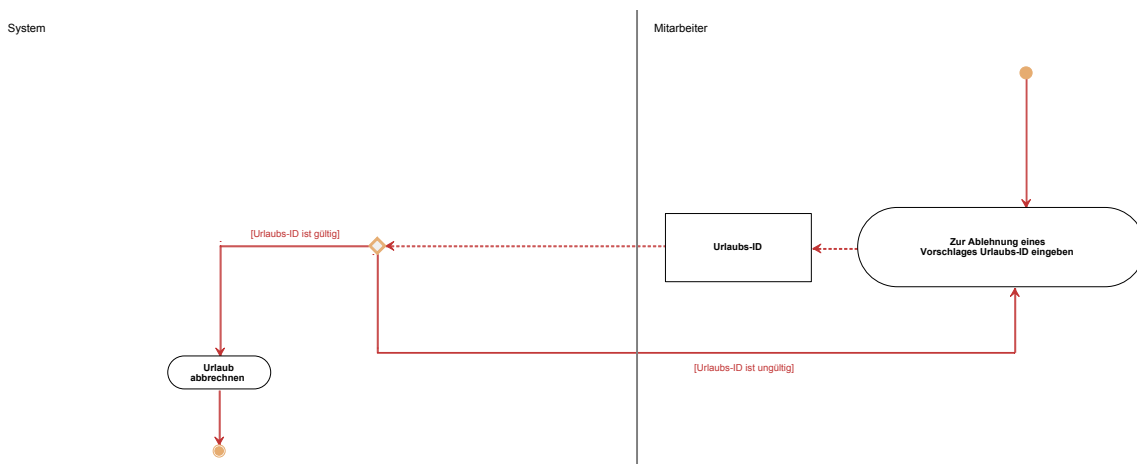 System
Mitarbeiter
[Urlaubs-ID ist gültig]
Urlaubs-ID
Zur Ablehnung eines
Vorschlages Urlaubs-ID eingeben
Urlaub
abbrechnen
[Urlaubs-ID ist ungültig]